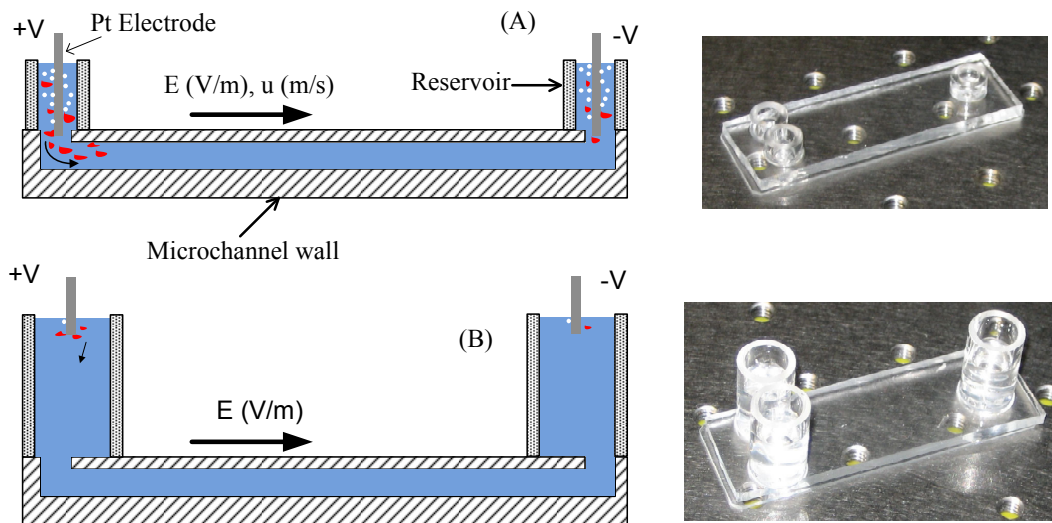 +V
Pt Electrode
(A)
-V
E (V/m), u (m/s)
Reservoir
Microchannel wall
+V
-V
(B)
E (V/m)